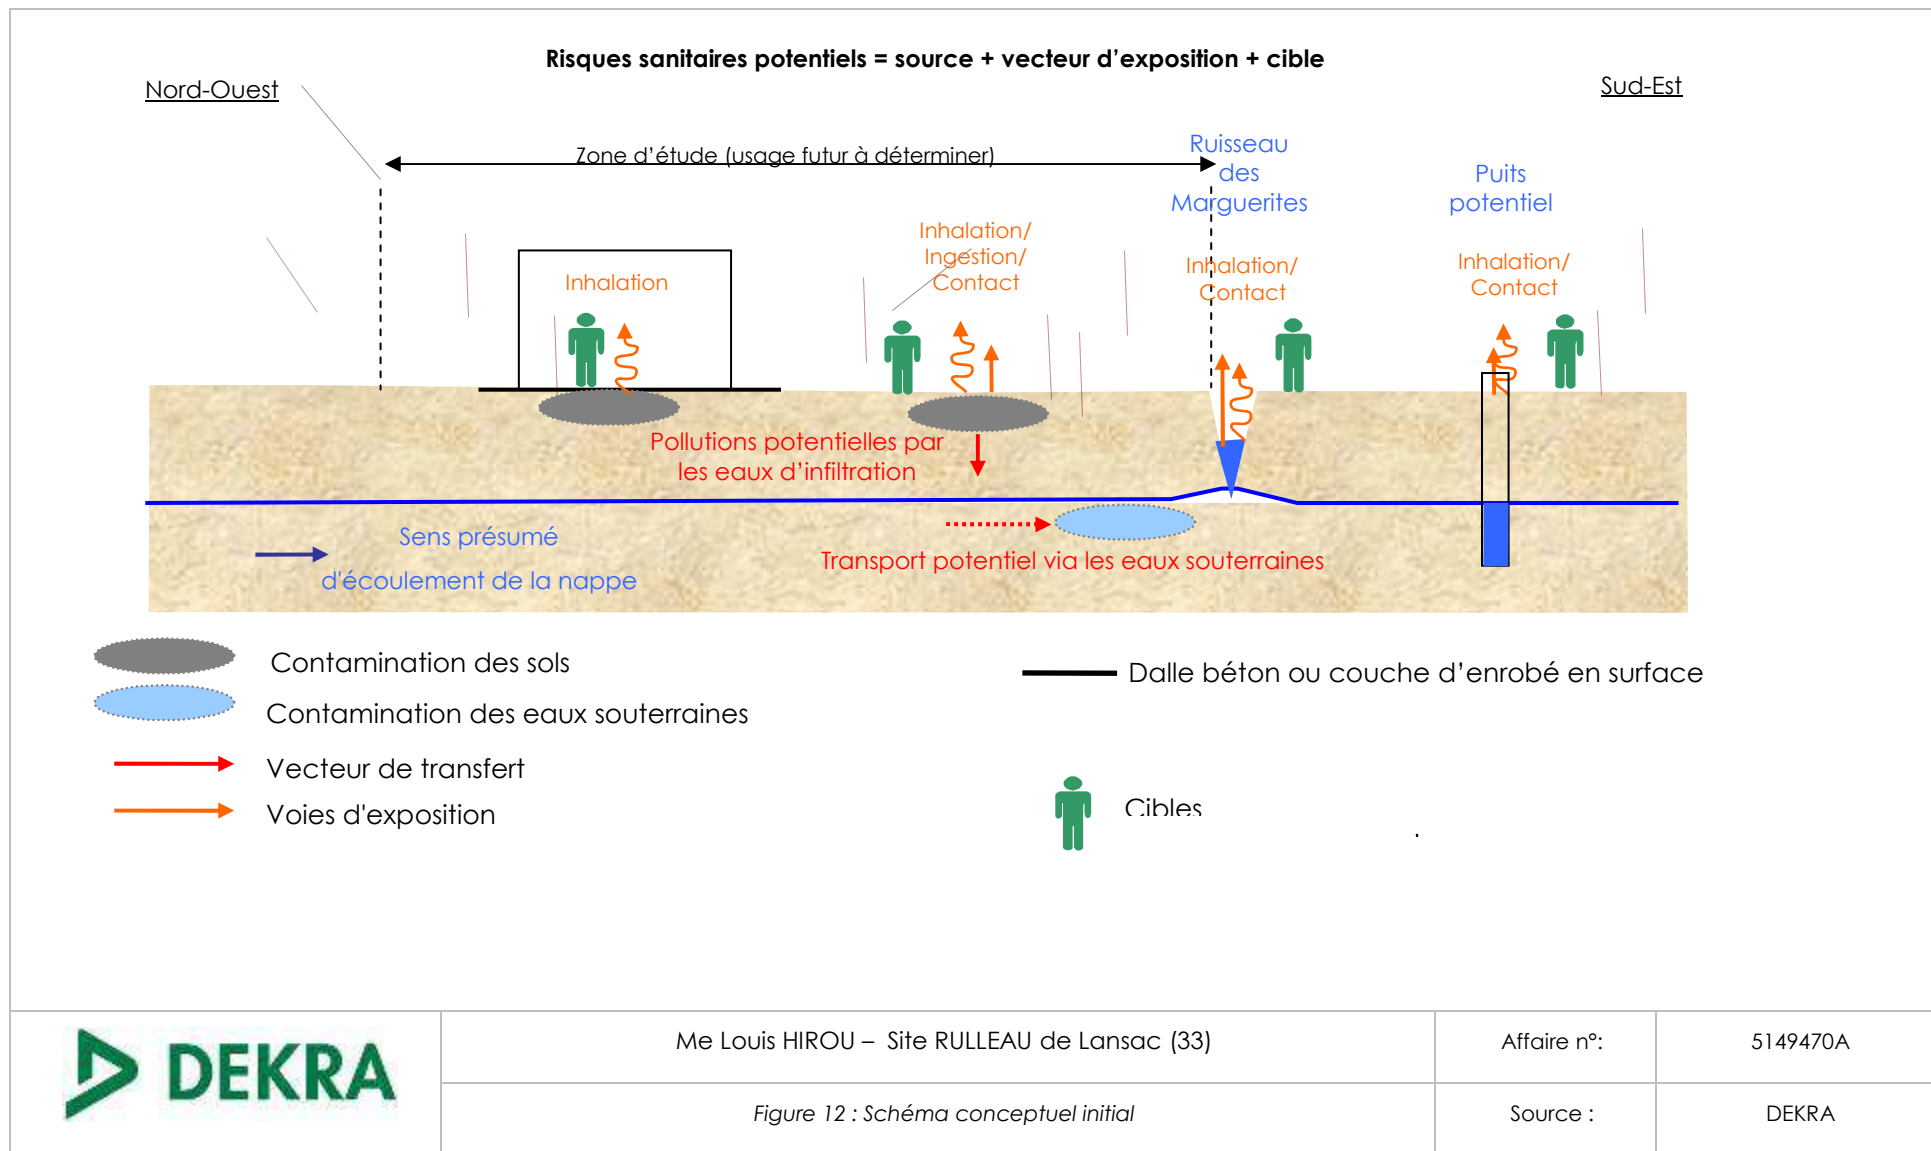 Risques sanitaires potentiels = source + vecteur d'exposition + cible
Nord-Ouest
Sud-Est
Zone d'étude (usage futur à déterminer)
Ruisseau
des
Marguerites
Puits
potentiel
Inhalation
Inhalation/
Ingestion/
Contact
Inhalation/
Contact
Inhalation/
Contact
Pollutions potentielles par
les eaux d'infiltration
Sens présumé
d'écoulement de la nappe
Transport potentiel via les eaux souterraines
Contamination des sols
Contamination des eaux souterraines
Vecteur de transfert
Voies d'exposition
Dalle béton ou couche d'enrobé en surface
Cibles
.
DEKRA
Me Louis HIROU – Site RULLEAU de Lansac (33)
Affaire n°:
5149470A
Figure 12 : Schéma conceptuel initial
Source :
DEKRA